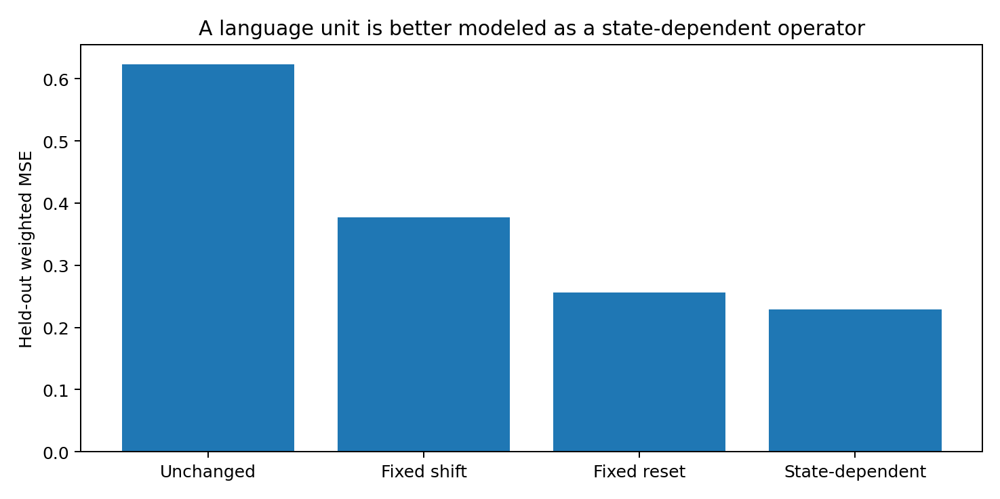 A language unit is better modeled as a state-dependent operator
Held-out weighted MSE
0.6
0.5
0.4
0.3
0.2
0.1
0.0
Unchanged
Fixed shift
Fixed reset
State-dependent